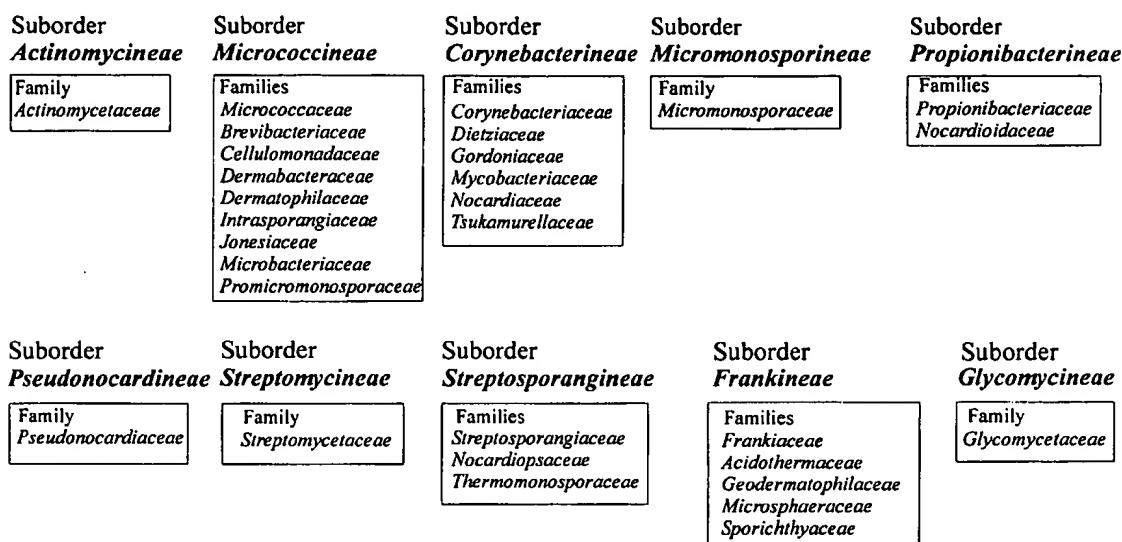 Suborder
Actinomycineae
Family
Actinomycetaceae
Suborder
Micrococcineae
Families
Micrococcaceae
Brevibacteriaceae
Cellulomonadaceae
Dermabacteraceae
Dermatophilaceae
Intrasporangiaceae
Jonesiaceae
Microbacteriaceae
Promicromonosporaceae
Suborder
Corynebacterineae
Families
Corynebacteriaceae
Dietziaceae
Gordoniaceae
Mycobacteriaceae
Nocardiaceae
Tsukamurellaceae
Suborder
Micromonosporineae
Family
Micromonosporaceae
Suborder
Propionibacterineae
Families
Propionibacteriaceae
Nocardioidaceae
Suborder
Pseudonocardineae
Family
Pseudonocardiaceae
Suborder
Streptomycineae
Family
Streptomycetaceae
Suborder
Streptosporangineae
Families
Streptosporangiaceae
Nocardiopsaceae
Thermomonosporaceae
Suborder
Frankineae
Families
Frankiaceae
Acidothermaceae
Geodermatophilaceae
Microsphaeraceae
Sporichthyaceae
Suborder
Glycomycineae
Family
Glycomycetaceae